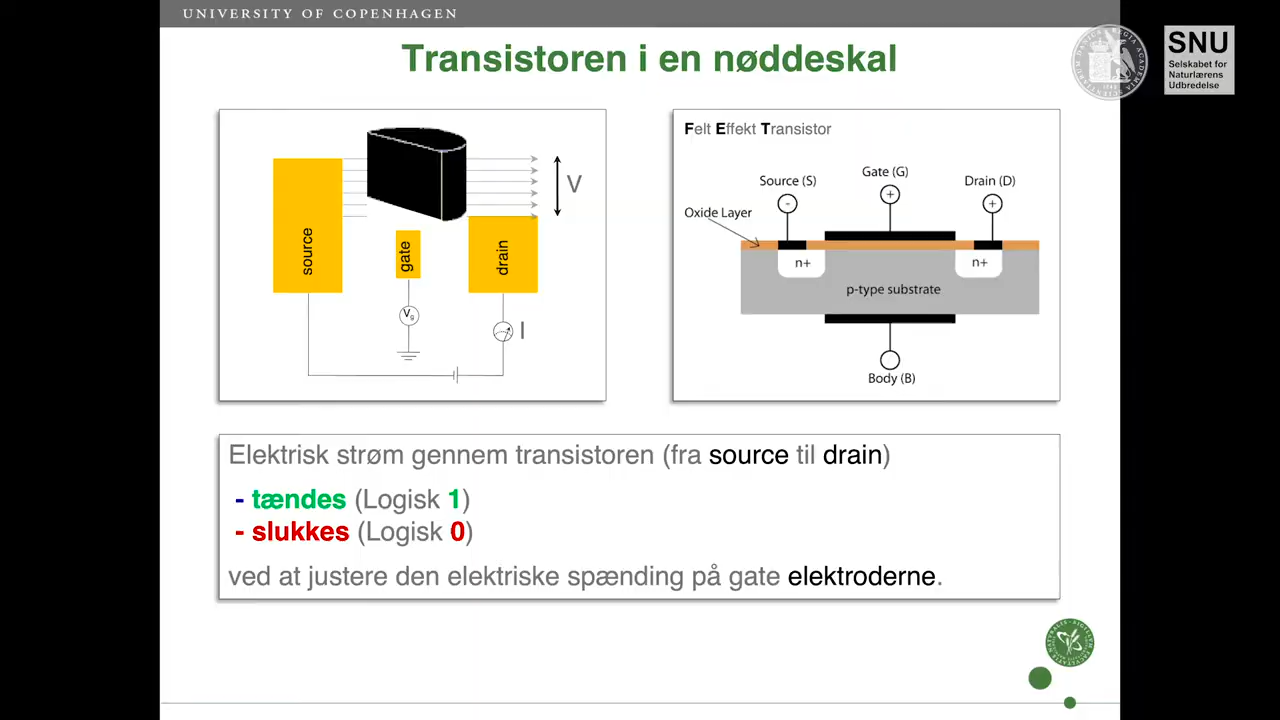 UNIVERSITY OF COPENHAGEN
SNU
Selskabet for
Naturlærens
Udbredelse
Transistoren i en nøddeskal
V
source
gate
drain
Vg
I
Felt Effekt Transistor
Gate (G)
Source (S)
Drain (D)
+
-
+
Oxide Layer
n+
n+
p-type substrate
Body (B)
Elektrisk strøm gennem transistoren (fra source til drain)
- tændes (Logisk 1)
- slukkes (Logisk 0)
ved at justere den elektriske spænding på gate elektroderne.